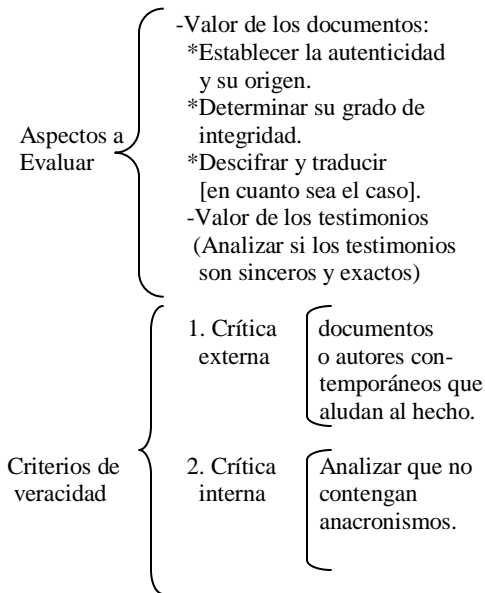 -Valor de los documentos:
*Establecer la autenticidad
y su origen.
*Determinar su grado de
integridad.
Aspectos a
Evaluar
*Descifrar y traducir
[en cuanto sea el caso].
-Valor de los testimonios
(Analizar si los testimonios
son sinceros y exactos)
Criterios de
veracidad
1. Crítica
externa
documentos
o autores con-
temporáneos que
aludan al hecho.
2. Crítica
interna
Analizar que no
contengan
anacronismos.